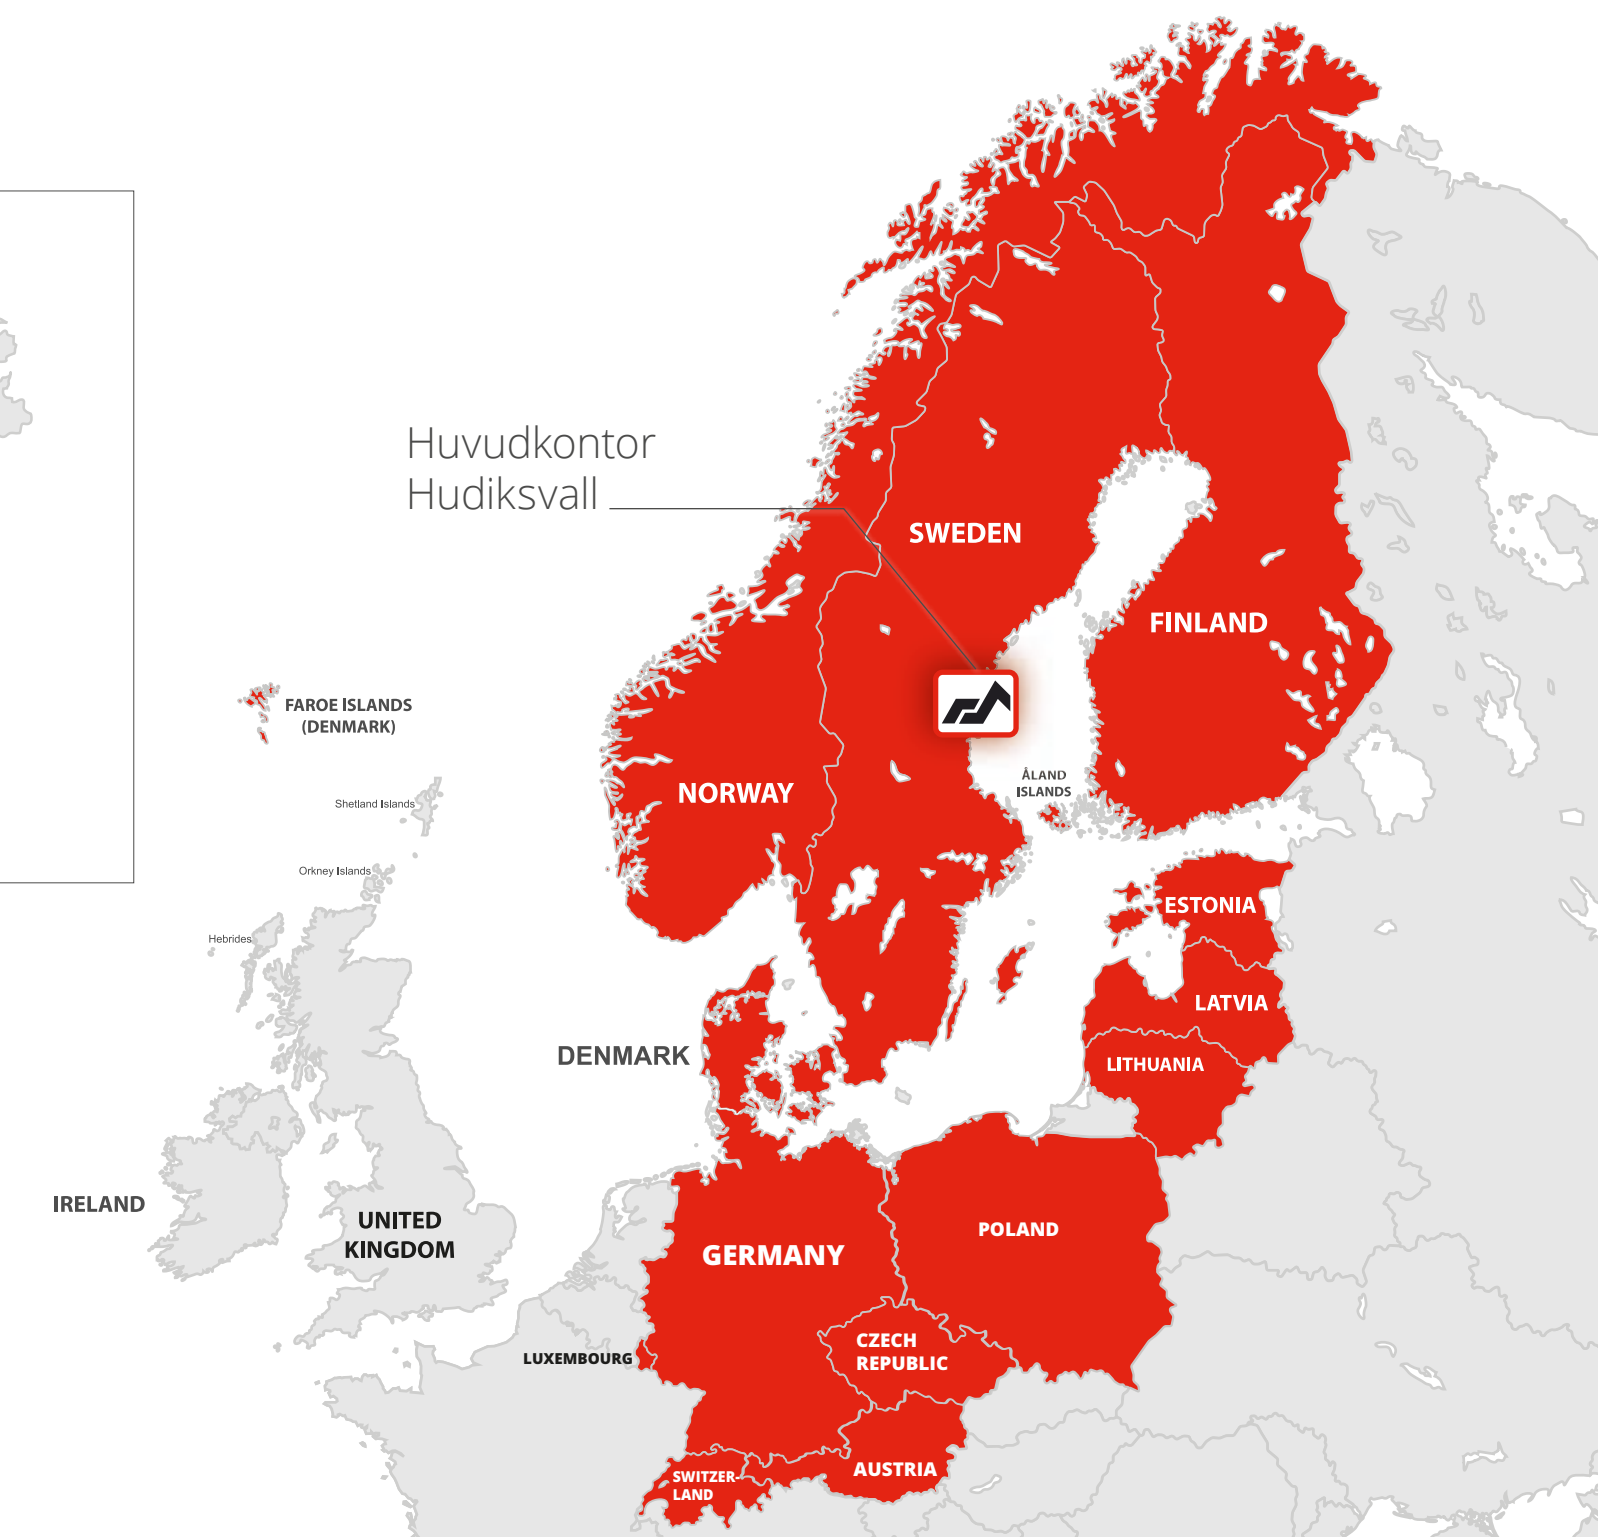 Huvudkontor
Hudiksvall
SWEDEN
FINLAND
FAROE ISLANDS
(DENMARK)
NORWAY
ÅLAND
ISLANDS
Shetland Islands
Orkney Islands
Hebrides
ESTONIA
LATVIA
DENMARK
LITHUANIA
IRELAND
UNITED
KINGDOM
GERMANY
POLAND
LUXEMBOURG
CZECH
REPUBLIC
AUSTRIA
SWITZER-
LAND